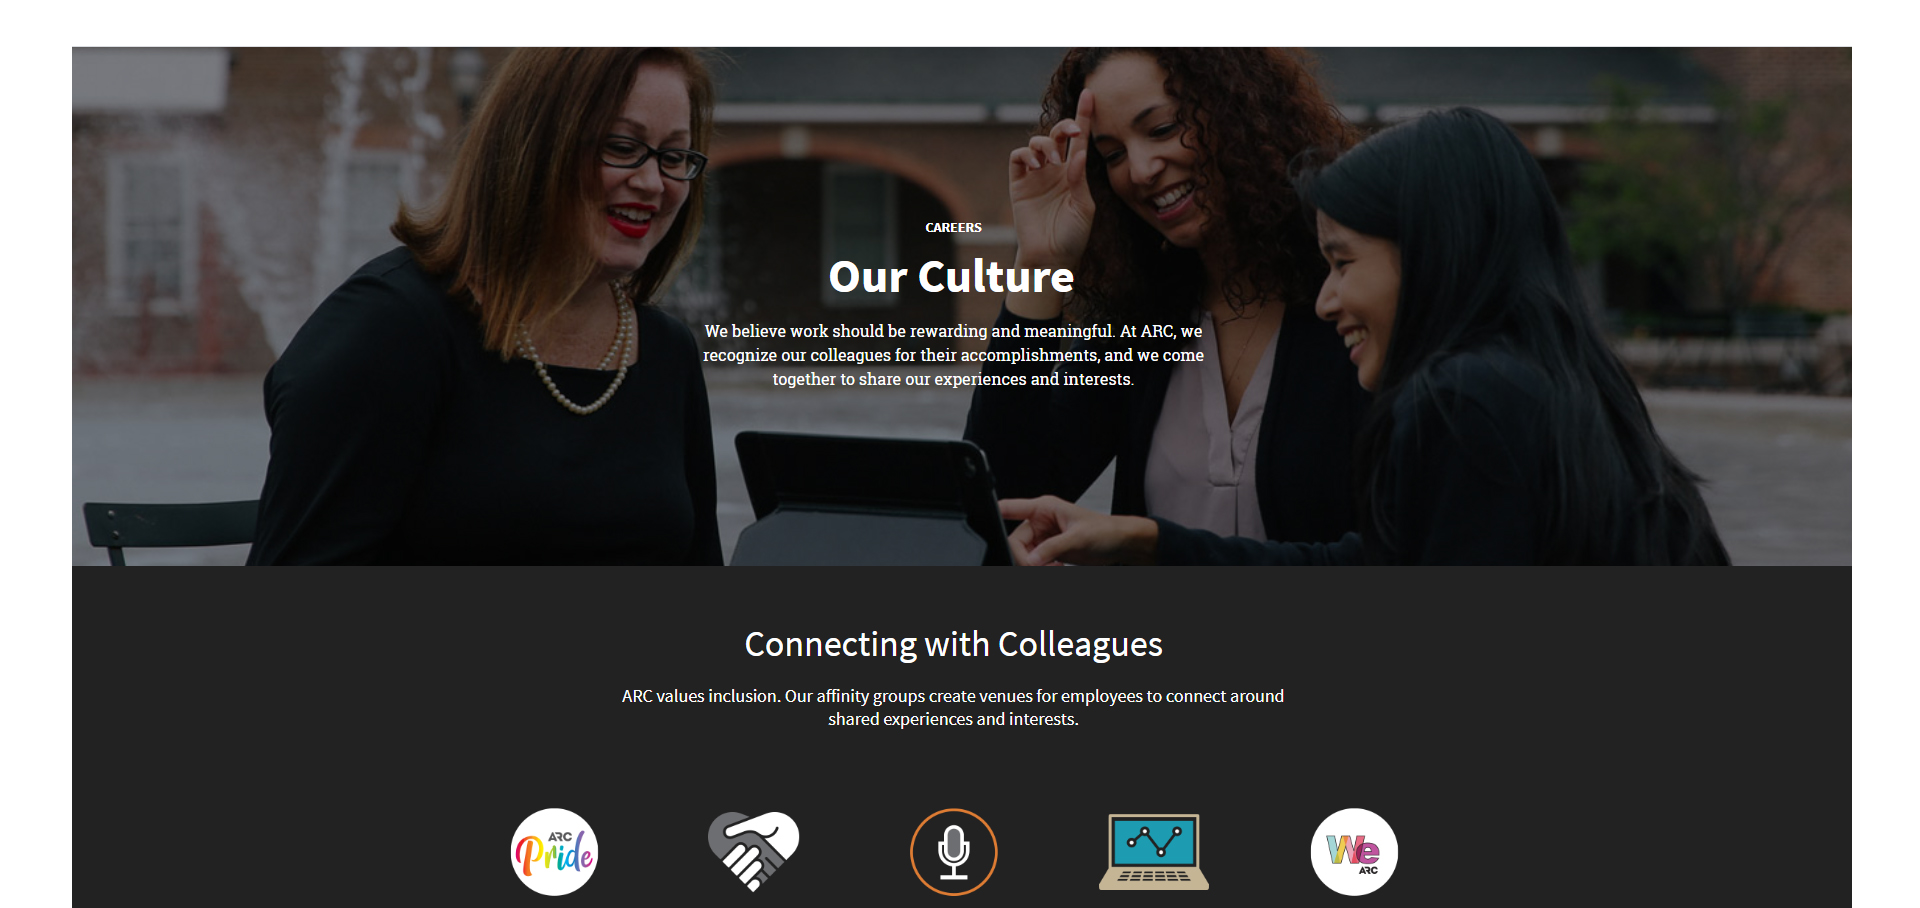 CAREERS
Our Culture
We believe work should be rewarding and meaningful. At ARC, we
recognize our colleagues for their accomplishments, and we come
together to share our experiences and interests.
Connecting with Colleagues
ARC values inclusion. Our affinity groups create venues for employees to connect around
shared experiences and interests.
ARC
Pride
We
ARC